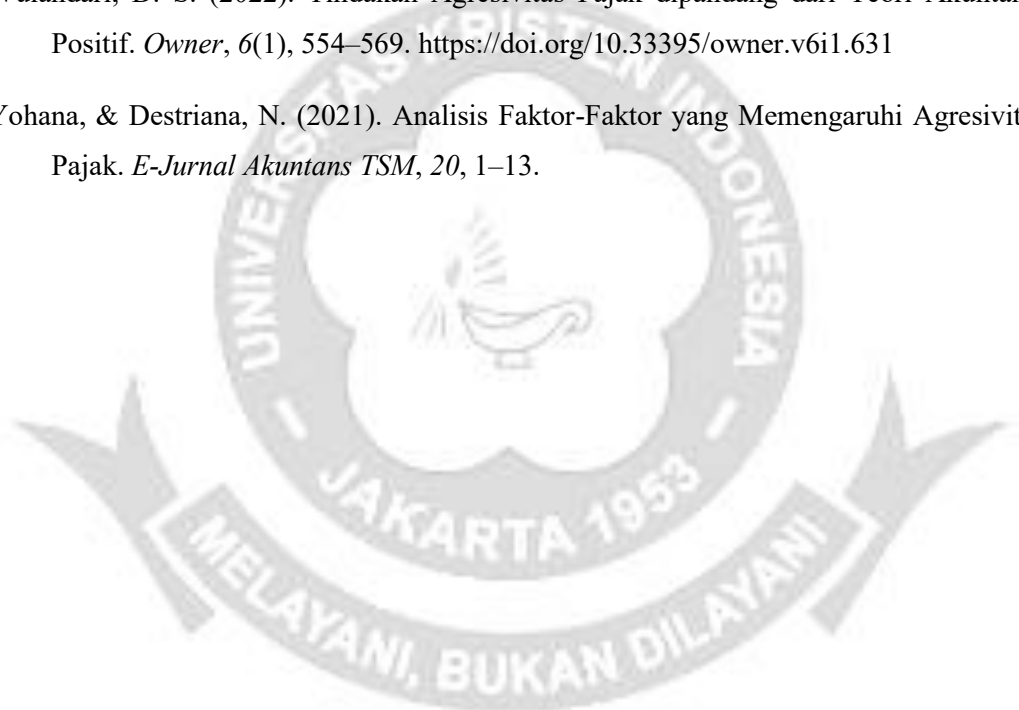 Wulandari, D. S. (2022). Tindakan Agresivitas Pajak dipandang dari Teori Akuntan
Positif. Owner, 6(1), 554–569. https://doi.org/10.33395/owner.v6i1.631
Yohana, & Destriana, N. (2021). Analisis Faktor-Faktor yang Memengaruhi Agresivit
Pajak. E-Jurnal Akuntans TSM, 20, 1–13.
UNIVERSITAS KRISTEN INDONESIA
– JAKARTA 1953 –
MELAYANI, BUKAN DILAYANI